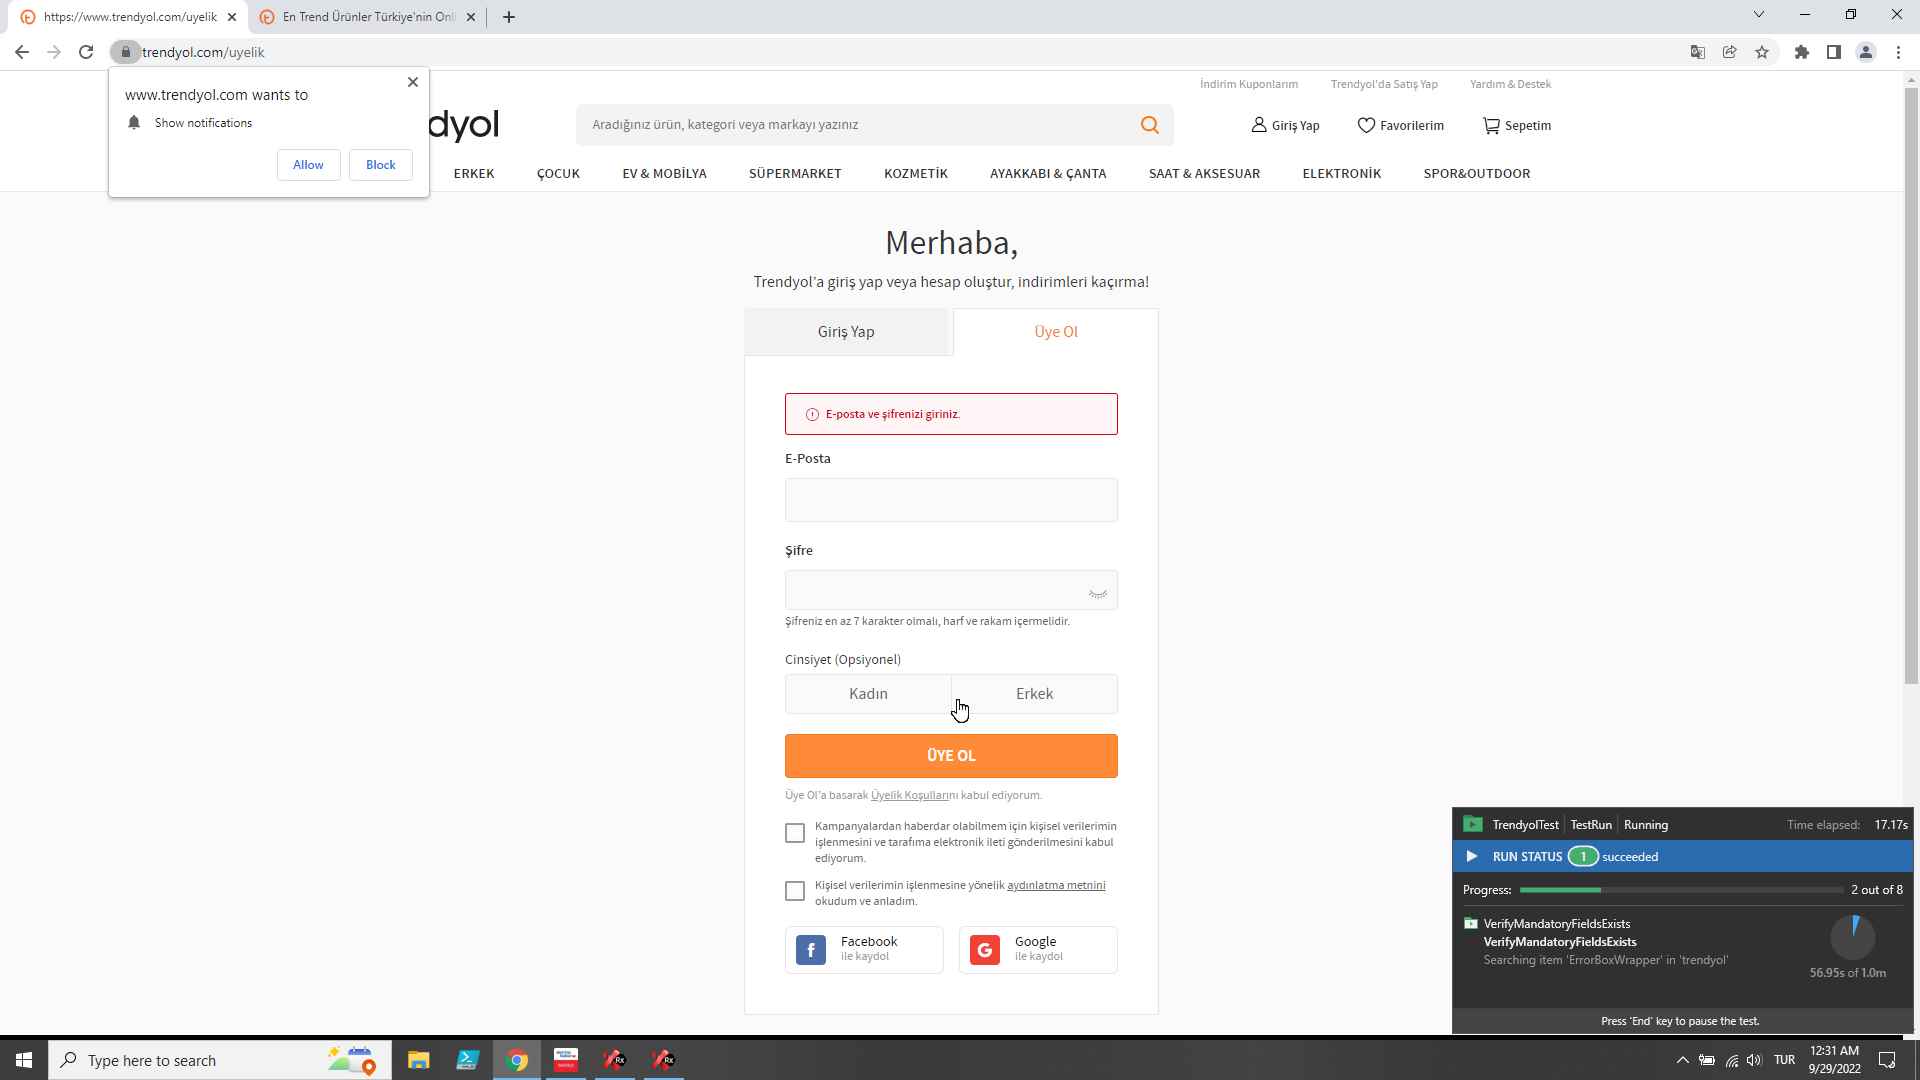 https://www.trendyol.com/uyelik
En Trend Ürünler Türkiye'nin Onli
trendyol.com/uyelik
www.trendyol.com wants to
Show notifications
Allow
Block
İndirim Kuponlarım
Trendyol'da Satış Yap
Yardım & Destek
dyol
Aradığınız ürün, kategori veya markayı yazınız
Giriş Yap
Favorilerim
Sepetim
ERKEK
ÇOCUK
EV & MOBİLYA
SÜPERMARKET
KOZMETİK
AYAKKABI & ÇANTA
SAAT & AKSESUAR
ELEKTRONİK
SPOR&OUTDOOR
Merhaba,
Trendyol'a giriş yap veya hesap oluştur, indirimleri kaçırma!
Giriş Yap
Üye Ol
E-posta ve şifrenizi giriniz.
E-Posta
Şifre
Şifreniz en az 7 karakter olmalı, harf ve rakam içermelidir.
Cinsiyet (Opsiyonel)
Kadın
Erkek
ÜYE OL
Üye Ol'a basarak Üyelik Koşullarını kabul ediyorum.
Kampanyalardan haberdar olabilmem için kişisel verilerimin
işlenmesini ve tarafıma elektronik ileti gönderilmesini kabul
ediyorum.
Kişisel verilerimin işlenmesine yönelik aydınlatma metnini
okudum ve anladım.
f
Facebook
ile kaydol
G
Google
ile kaydol
TrendyolTest
TestRun
Running
Time elapsed: 17.17s
RUN STATUS 1 succeeded
Progress:
2 out of 8
VerifyMandatoryFieldsExists
VerifyMandatoryFieldsExists
Searching item 'ErrorBoxWrapper' in 'trendyol'
56.95s of 1.0m
Press 'End' key to pause the test.
Type here to search
Rx
Rx
TUR
12:31 AM
9/29/2022